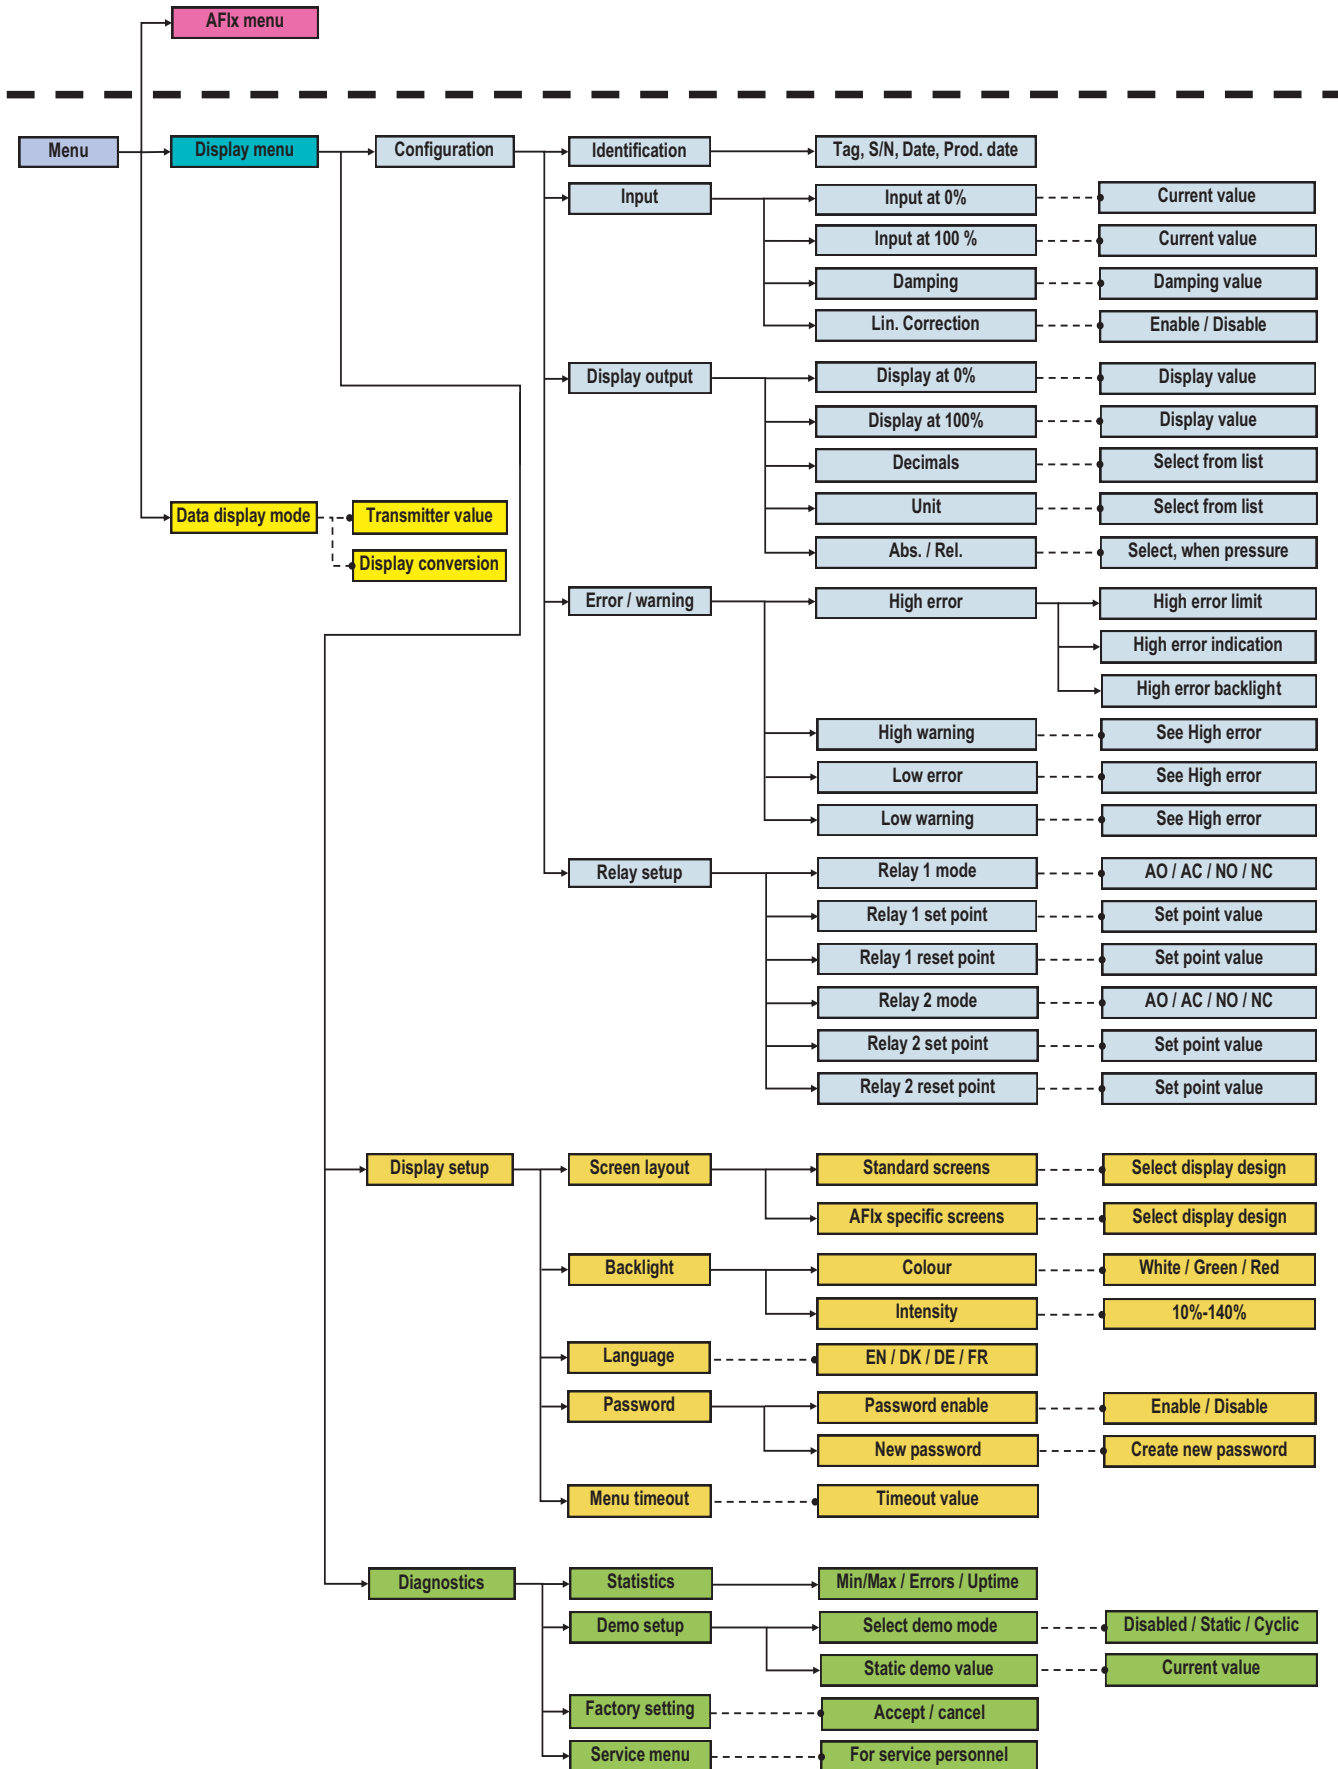 AFlx menu
Menu
Display menu
Configuration
Identification
Tag, S/N, Date, Prod. date
Input
Input at 0%
Current value
Input at 100 %
Current value
Damping
Damping value
Lin. Correction
Enable / Disable
Display output
Display at 0%
Display value
Display at 100%
Display value
Decimals
Select from list
Unit
Select from list
Abs. / Rel.
Select, when pressure
Data display mode
Transmitter value
Display conversion
Error / warning
High error
High error limit
High error indication
High error backlight
High warning
See High error
Low error
See High error
Low warning
See High error
Relay setup
Relay 1 mode
AO / AC / NO / NC
Relay 1 set point
Set point value
Relay 1 reset point
Set point value
Relay 2 mode
AO / AC / NO / NC
Relay 2 set point
Set point value
Relay 2 reset point
Set point value
Display setup
Screen layout
Standard screens
Select display design
AFlx specific screens
Select display design
Backlight
Colour
White / Green / Red
Intensity
10%-140%
Language
EN / DK / DE / FR
Password
Password enable
Enable / Disable
New password
Create new password
Menu timeout
Timeout value
Diagnostics
Statistics
Min/Max / Errors / Uptime
Demo setup
Select demo mode
Disabled / Static / Cyclic
Static demo value
Current value
Factory setting
Accept / cancel
Service menu
For service personnel